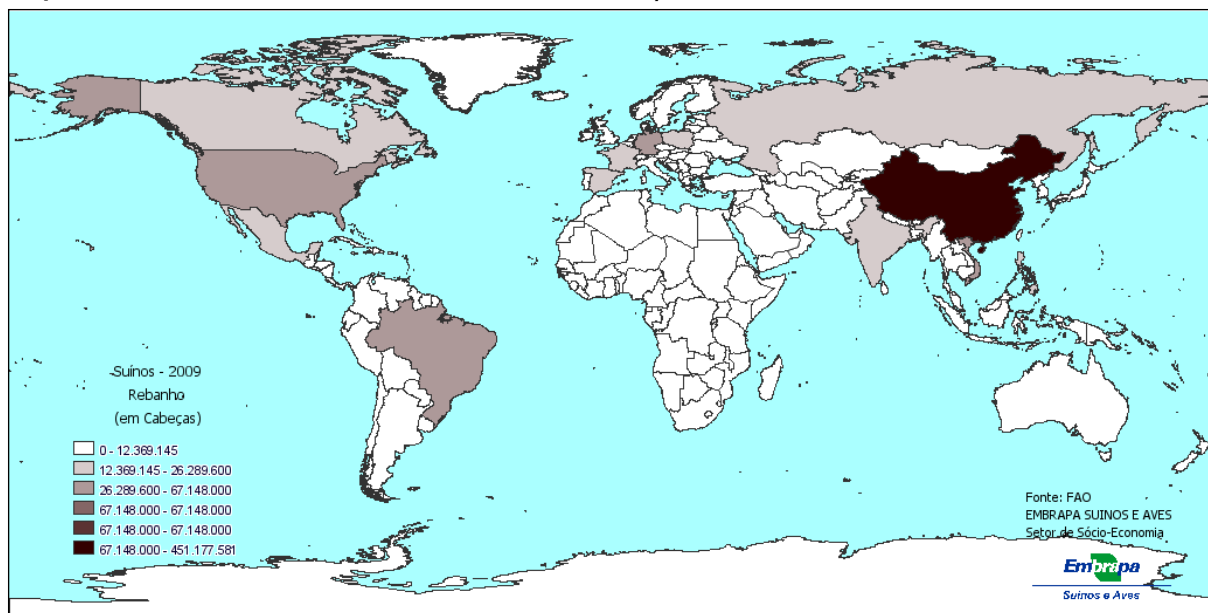 Suínos - 2009
Rebanho
(em Cabeças)
0 - 12.369.145
12.369.145 - 26.289.600
26.289.600 - 67.148.000
67.148.000 - 67.148.000
67.148.000 - 67.148.000
67.148.000 - 451.177.581
Fonte: FAO
EMBRAPA SUINOS E AVES
Setor de Sócio-Economia
Embrapa
Suínos e Aves